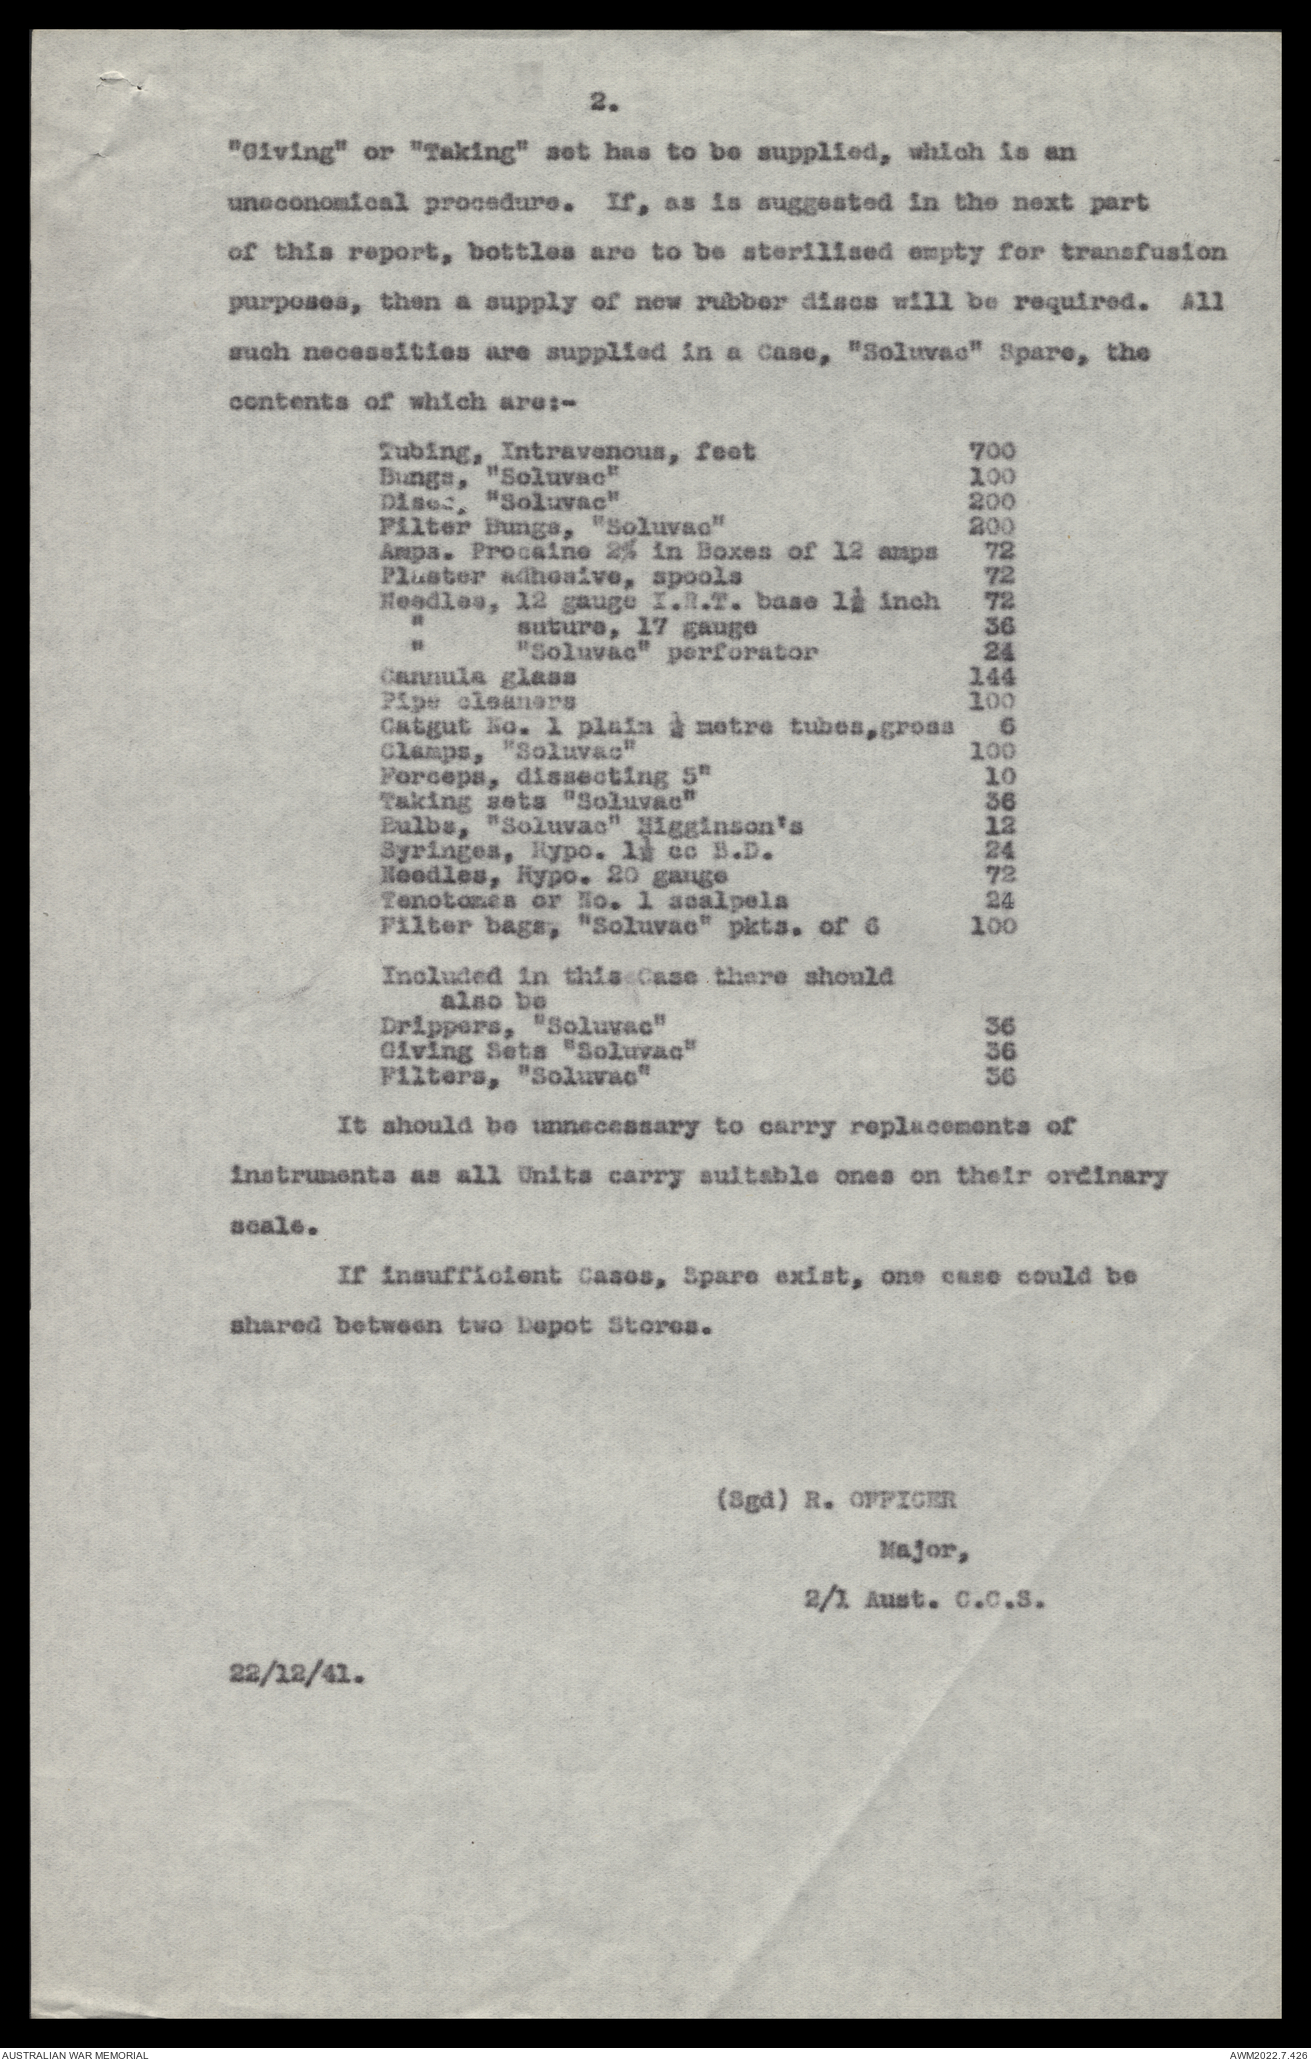 2.
"Giving" or "Taking" set has to be supplied, which is an
uneconomical procedure. If, as is suggested in the next part
of this report, bottles are to be sterilised empty for transfusion
purposes, then a supply of new rubber discs will be required. All
such necessities are supplied in a Case, "Soluvac" Spare, the
contents of which are:-
Tubing, Intravenous, feet 700
Bungs, "Soluvac" 100
Discs, "Soluvac" 200
Filter Bungs, "Soluvac" 200
Amps. Procaine 2% in Boxes of 12 amps 72
Plaster adhesive, spools 72
Needles, 12 gauge I.R.T. base 1½ inch 72
" suture, 17 gauge 36
" "Soluvac" perforator 24
Cannula glass 144
Pipe cleaners 100
Catgut No. 1 plain metre tubes,gross 6
Clamps, "Soluvac" 100
Forceps, dissecting 5" 10
Taking sets "Soluvac" 36
Bulbs, "Soluvac" Higginson's 12
Syringes, Hypo. 1½ cc B.D. 24
Needles, Hypo. 20 gauge 72
Tenotomes or No. 1 scalpels 24
Filter bags, "Soluvac" pkts. of 6 100
Included in this Case there should
also be
Drippers, "Soluvac" 36
Giving Sets "Soluvac" 36
Filters, "Soluvac" 36
It should be unnecessary to carry replacements of
instruments as all Units carry suitable ones on their ordinary
scale.
If insufficient Cases, Spare exist, one case could be
shared between two Depot Stores.
(Sgd) R. OFFICER
Major,
2/1 Aust. C.C.S.
22/12/41.
AUSTRALIAN WAR MEMORIAL AWM2022.7.426